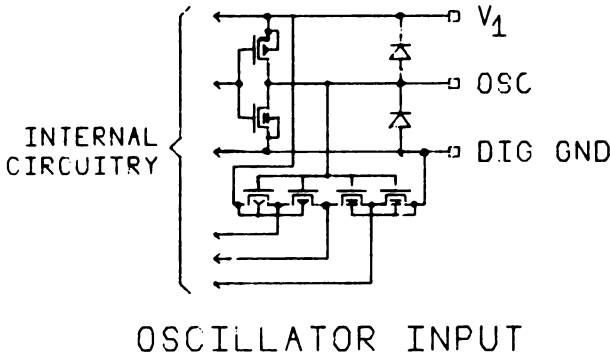 V1
OSC
INTERNAL
CIRCUITRY
DIG GND
OSCILLATOR INPUT